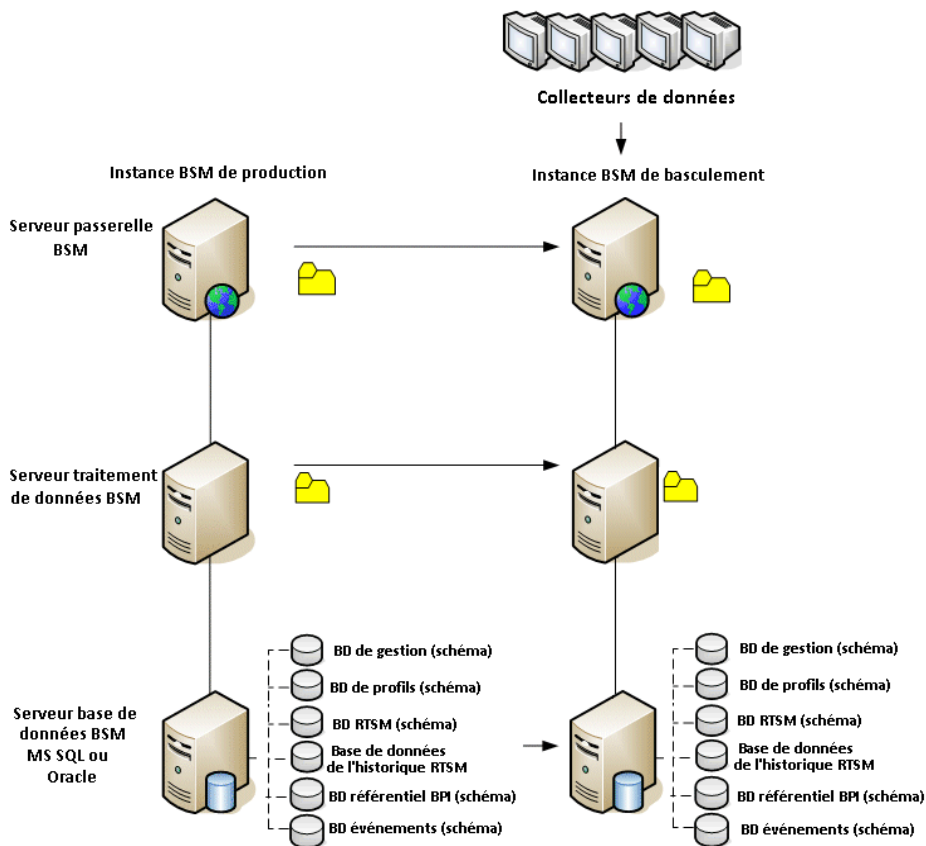 Collecteurs de données
Instance BSM de production
Instance BSM de basculement
Serveur passerelle
BSM
Serveur traitement
de données BSM
Serveur base de
données BSM
MS SQL ou
Oracle
BD de gestion (schéma)
BD de profils (schéma)
BD RTSM (schéma)
Base de données
de l'historique RTSM
BD référentiel BPI (schéma)
BD événements (schéma)
BD de gestion (schéma)
BD de profils (schéma)
BD RTSM (schéma)
Base de données
de l'historique RTSM
BD référentiel BPI (schéma)
BD événements (schéma)